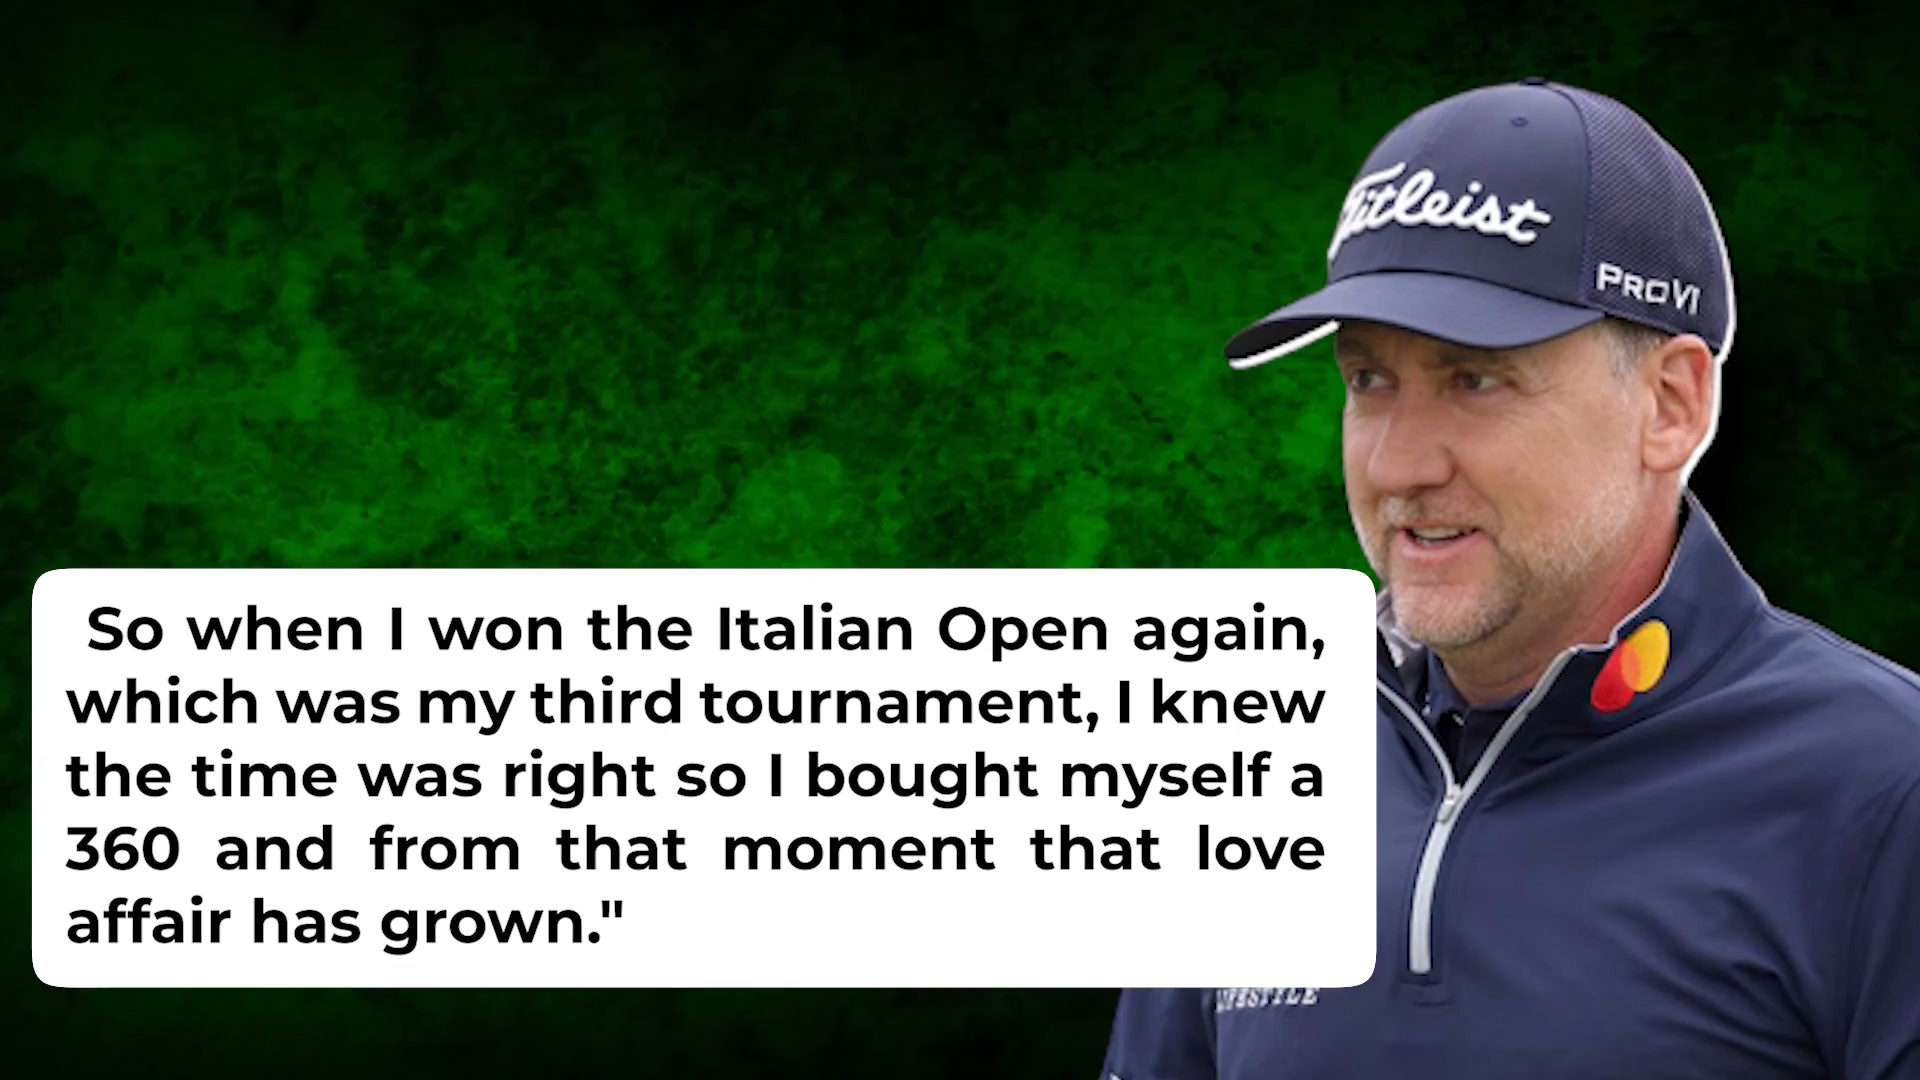 Titleist
PROV1
So when I won the Italian Open again,
which was my third tournament, I knew
the time was right so I bought myself a
360 and from that moment that love
affair has grown."
LIFESTYLE